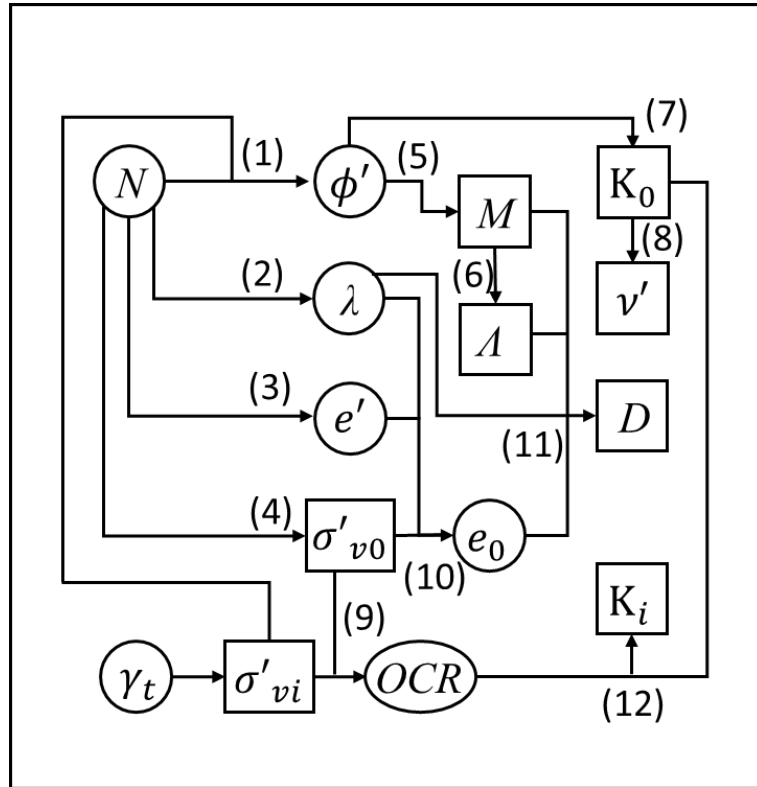 (7)
(1)
(5)
N
ϕ′
K₀
M
(8)
(2)
(6)
λ
ν′
Λ
(3)
e′
D
(11)
(4)
σ′ᵥ₀
e₀
(10)
Kᵢ
(9)
γₜ
σ′ᵥᵢ
OCR
(12)